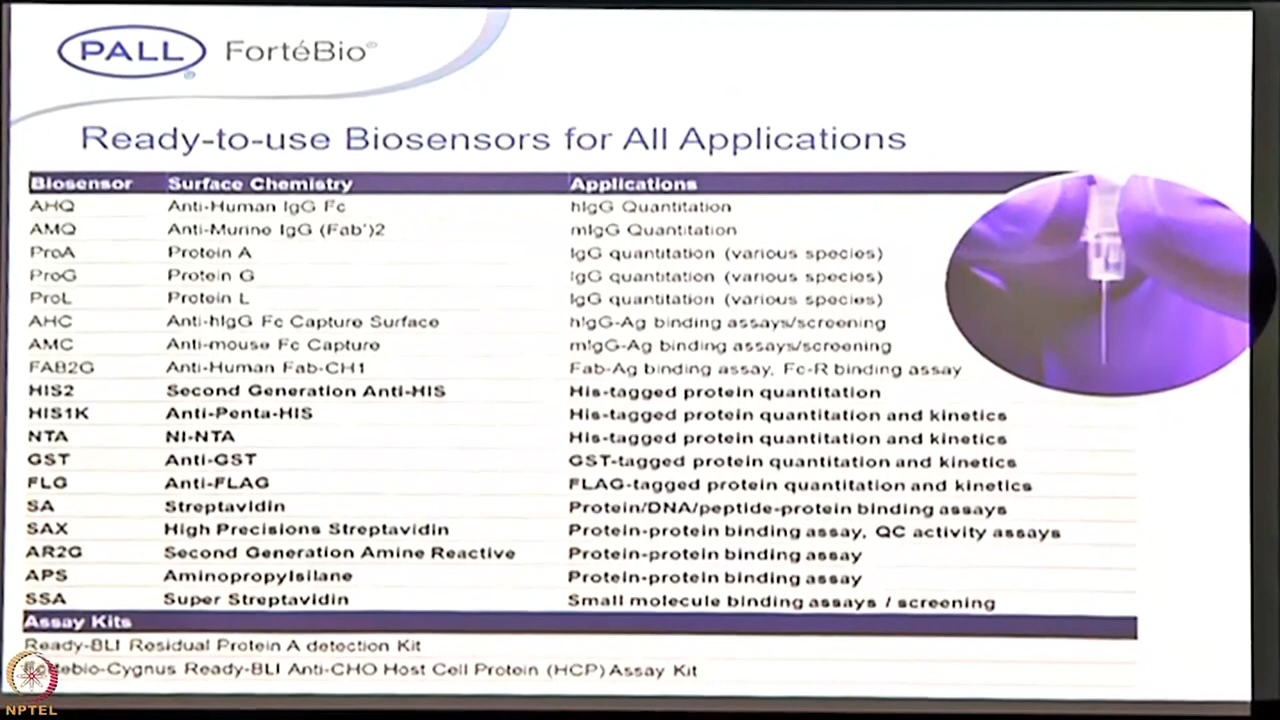 PALL ® FortéBio®
Ready-to-use Biosensors for All Applications
Biosensor Surface Chemistry Applications
AHQ Anti-Human IgG Fc hIgG Quantitation
AMQ Anti-Murine IgG (Fab')2 mIgG Quantitation
ProA Protein A IgG quantitation (various species)
ProG Protein G IgG quantitation (various species)
ProL Protein L IgG quantitation (various species)
AHC Anti-hIgG Fc Capture Surface hIgG-Ag binding assays/screening
AMC Anti-mouse Fc Capture mIgG-Ag binding assays/screening
FAB2G Anti-Human Fab-CH1 Fab-Ag binding assay, Fc-R binding assay
HIS2 Second Generation Anti-HIS His-tagged protein quantitation
HIS1K Anti-Penta-HIS His-tagged protein quantitation and kinetics
NTA NI-NTA His-tagged protein quantitation and kinetics
GST Anti-GST GST-tagged protein quantitation and kinetics
FLG Anti-FLAG FLAG-tagged protein quantitation and kinetics
SA Streptavidin Protein/DNA/peptide-protein binding assays
SAX High Precisions Streptavidin Protein-protein binding assay, QC activity assays
AR2G Second Generation Amine Reactive Protein-protein binding assay
APS Aminopropylsilane Protein-protein binding assay
SSA Super Streptavidin Small molecule binding assays / screening
Assay Kits
Ready-BLI Residual Protein A detection Kit
Ready-BLI Anti-CHO Host Cell Protein (HCP) Assay Kit
NPTEL